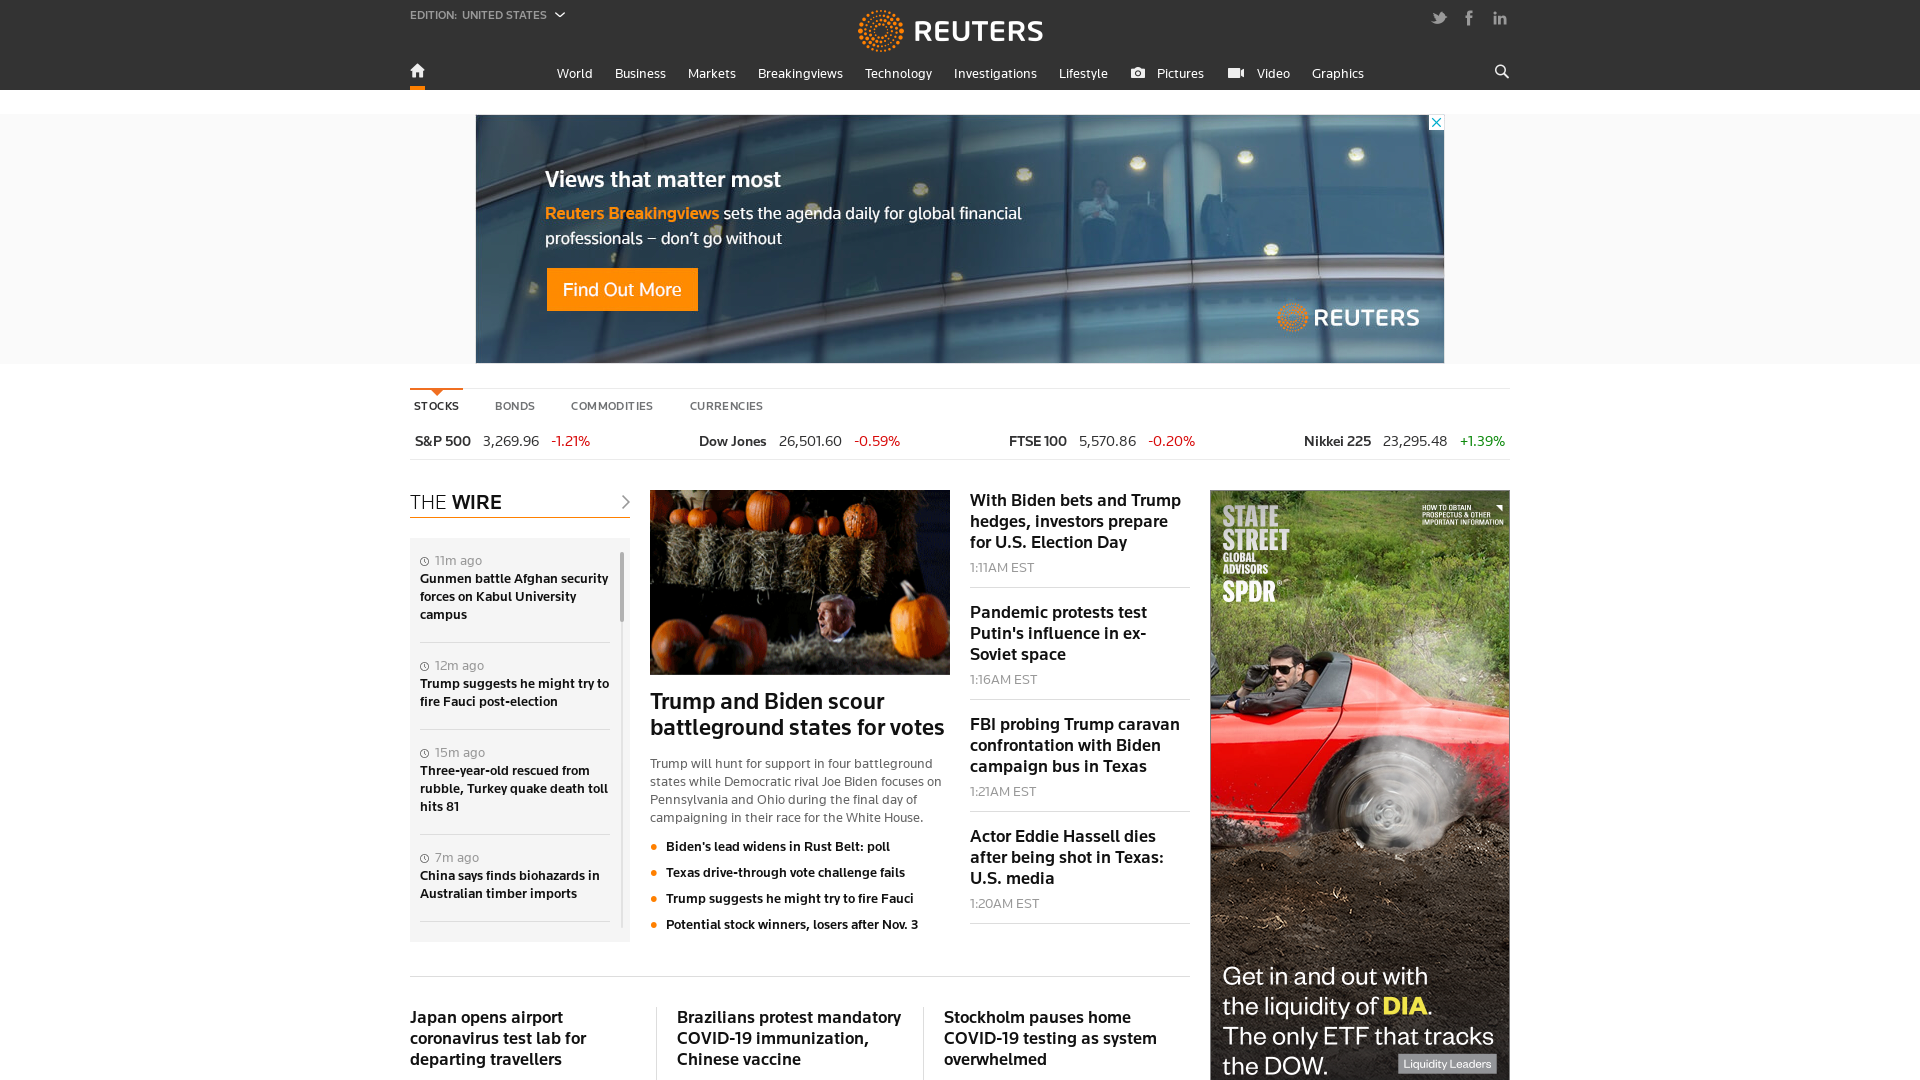 EDITION: UNITED STATES
REUTERS
World Business Markets Breakingviews Technology Investigations Lifestyle Pictures Video Graphics
Views that matter most
Reuters Breakingviews sets the agenda daily for global financial
professionals – don't go without
Find Out More
REUTERS
STOCKS BONDS COMMODITIES CURRENCIES
S&P 500 3,269.96 -1.21% Dow Jones 26,501.60 -0.59% FTSE 100 5,570.86 -0.20% Nikkei 225 23,295.48 +1.39%
THE WIRE
11m ago
Gunmen battle Afghan security
forces on Kabul University
campus
12m ago
Trump suggests he might try to
fire Fauci post-election
15m ago
Three-year-old rescued from
rubble, Turkey quake death toll
hits 81
7m ago
China says finds biohazards in
Australian timber imports
Trump and Biden scour
battleground states for votes
Trump will hunt for support in four battleground
states while Democratic rival Joe Biden focuses on
Pennsylvania and Ohio during the final day of
campaigning in their race for the White House.
Biden's lead widens in Rust Belt: poll
Texas drive-through vote challenge fails
Trump suggests he might try to fire Fauci
Potential stock winners, losers after Nov. 3
With Biden bets and Trump
hedges, investors prepare
for U.S. Election Day
1:11AM EST
Pandemic protests test
Putin's influence in ex-
Soviet space
1:16AM EST
FBI probing Trump caravan
confrontation with Biden
campaign bus in Texas
1:21AM EST
Actor Eddie Hassell dies
after being shot in Texas:
U.S. media
1:20AM EST
STATE
STREET
GLOBAL
ADVISORS
SPDR®
HOW TO OBTAIN
PROSPECTUS & OTHER
IMPORTANT INFORMATION
Get in and out with
the liquidity of DIA.
The only ETF that tracks
the DOW.
Liquidity Leaders
Japan opens airport
coronavirus test lab for
departing travellers
Brazilians protest mandatory
COVID-19 immunization,
Chinese vaccine
Stockholm pauses home
COVID-19 testing as system
overwhelmed